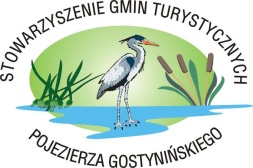 STOWARZYSZENIE GMIN TURYSTYCZNYCH
POJEZIERZA GOSTYNIŃSKIEGO